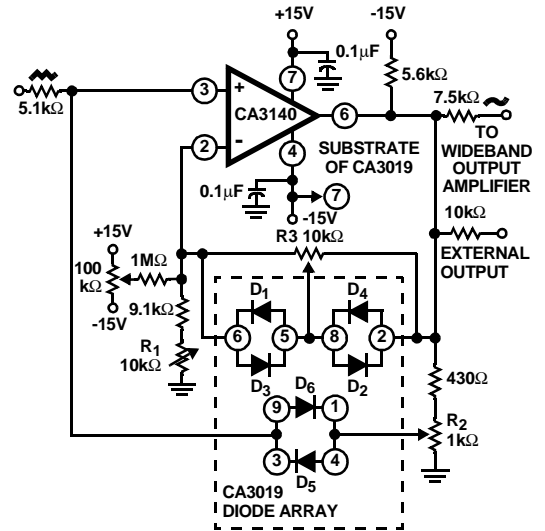 +15V
-15V
0.1µF
5.6kΩ
7.5kΩ
5.1kΩ
7
3
+
CA3140
6
2
-
4
TO
WIDEBAND
OUTPUT
AMPLIFIER
SUBSTRATE
OF CA3019
0.1µF
7
-15V
10kΩ
EXTERNAL
OUTPUT
R3 10kΩ
+15V
1MΩ
100
kΩ
-15V
9.1kΩ
R1
10kΩ
D1
D4
6
5
8
2
D3
D2
D6
9
1
3
4
D5
430Ω
R2
1kΩ
CA3019
DIODE ARRAY